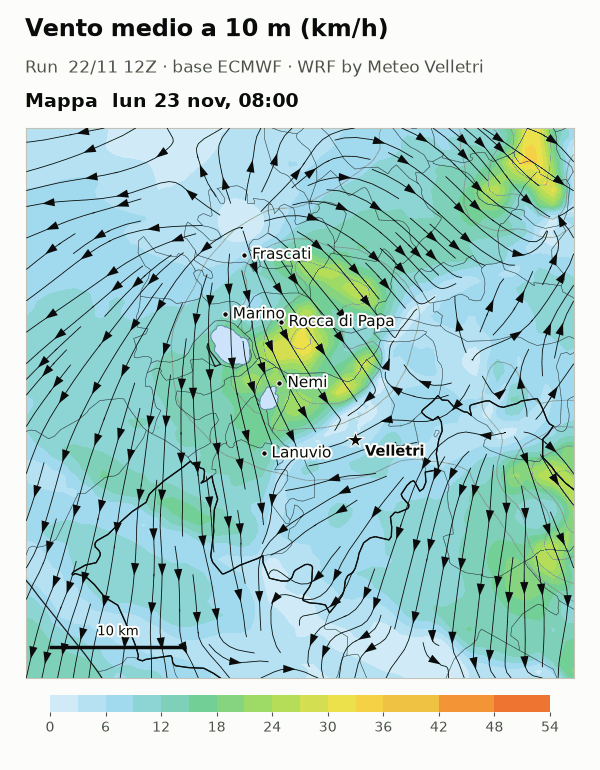 Vento medio a 10 m (km/h)
Run 22/11 12Z · base ECMWF · WRF by Meteo Velletri
Mappa lun 23 nov, 08:00
Frascati
Marino
Rocca di Papa
Nemi
Velletri
Lanuvio
10 km
0 6 12 18 24 30 36 42 48 54